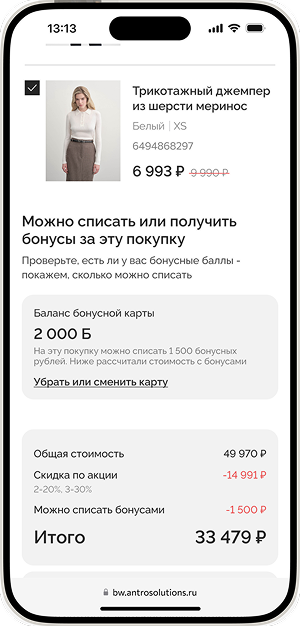 13:13
Трикотажный джемпер
из шерсти меринос
Белый | XS
6494868297
6 993 ₽ 9 990 ₽
Можно списать или получить
бонусы за эту покупку
Проверьте, есть ли у вас бонусные баллы -
покажем, сколько можно списать
Баланс бонусной карты
2 000 Б
На эту покупку можно списать 1 500 бонусных
рублей. Ниже рассчитали стоимость с бонусами
Убрать или сменить карту
Общая стоимость 49 970 ₽
Скидка по акции -14 991 ₽
2-20%, 3-30%
Можно списать бонусами -1 500 ₽
Итого 33 479 ₽
bw.antrosolutions.ru